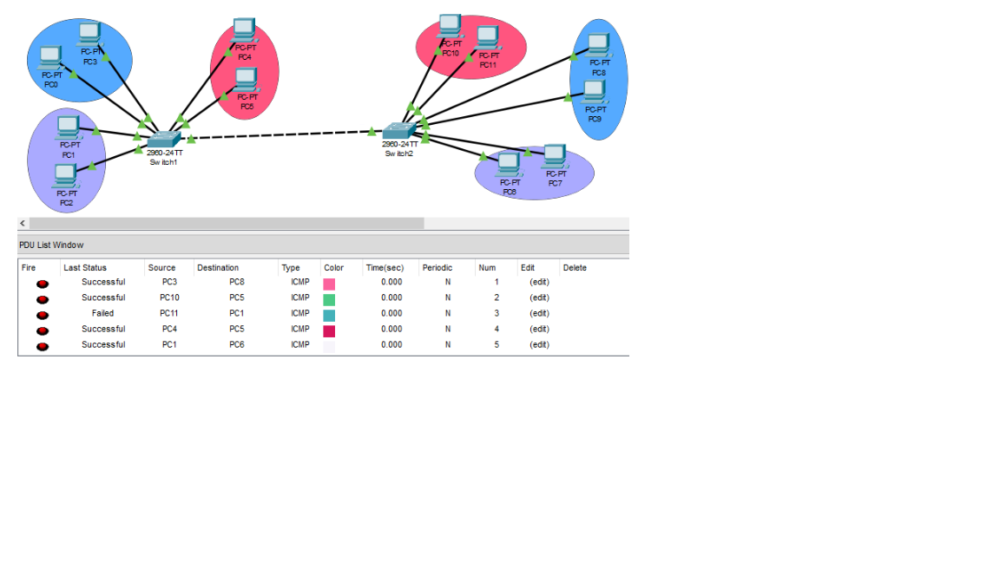 PC-PT
PC3
PC-PT
PC0
PC-PT
PC4
PC-PT
PC5
PC-PT
PC10
PC-PT
PC11
PC-PT
PC8
PC-PT
PC9
PC-PT
PC1
PC-PT
PC2
2960-24TT
Switch1
2960-24TT
Switch2
PC-PT
PC6
PC-PT
PC7
PDU List Window
Fire Last Status Source Destination Type Color Time(sec) Periodic Num Edit Delete
Successful PC3 PC8 ICMP 0.000 N 1 (edit)
Successful PC10 PC5 ICMP 0.000 N 2 (edit)
Failed PC11 PC1 ICMP 0.000 N 3 (edit)
Successful PC4 PC5 ICMP 0.000 N 4 (edit)
Successful PC1 PC6 ICMP 0.000 N 5 (edit)